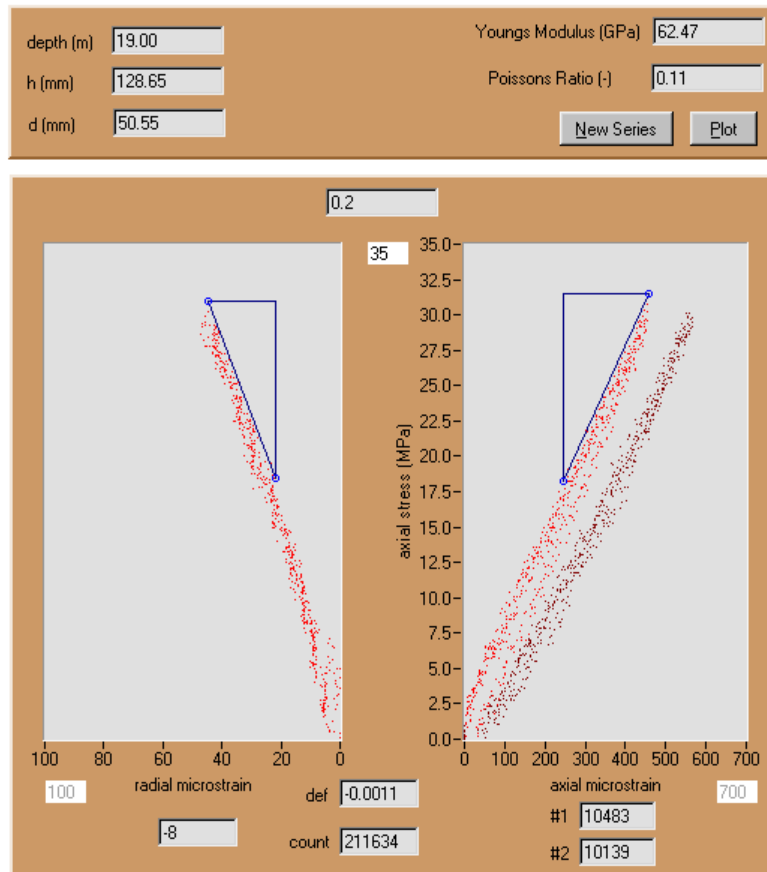 depth (m) 19.00 Youngs Modulus (GPa) 62.47
h (mm) 128.65 Poissons Ratio (-) 0.11
d (mm) 50.55 New Series Plot
0.2
35 35.0
32.5
30.0
27.5
25.0
22.5
20.0
17.5
15.0
12.5
10.0
7.5
5.0
2.5
0.0
axial stress (MPa)
100 80 60 40 20 0 0 100 200 300 400 500 600 700
100 radial microstrain axial microstrain 700
def -0.0011 #1 10483
-8 count 211634 #2 10139